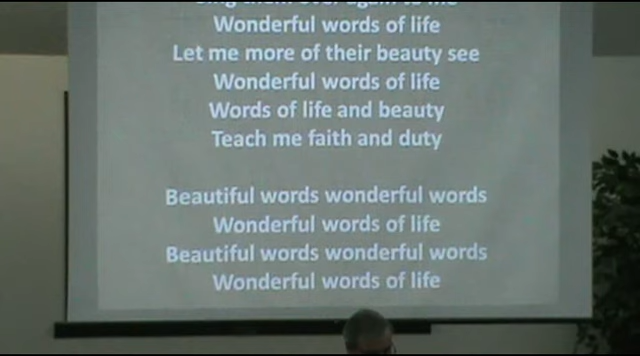 Wonderful words of life
Let me more of their beauty see
Wonderful words of life
Words of life and beauty
Teach me faith and duty
Beautiful words wonderful words
Wonderful words of life
Beautiful words wonderful words
Wonderful words of life